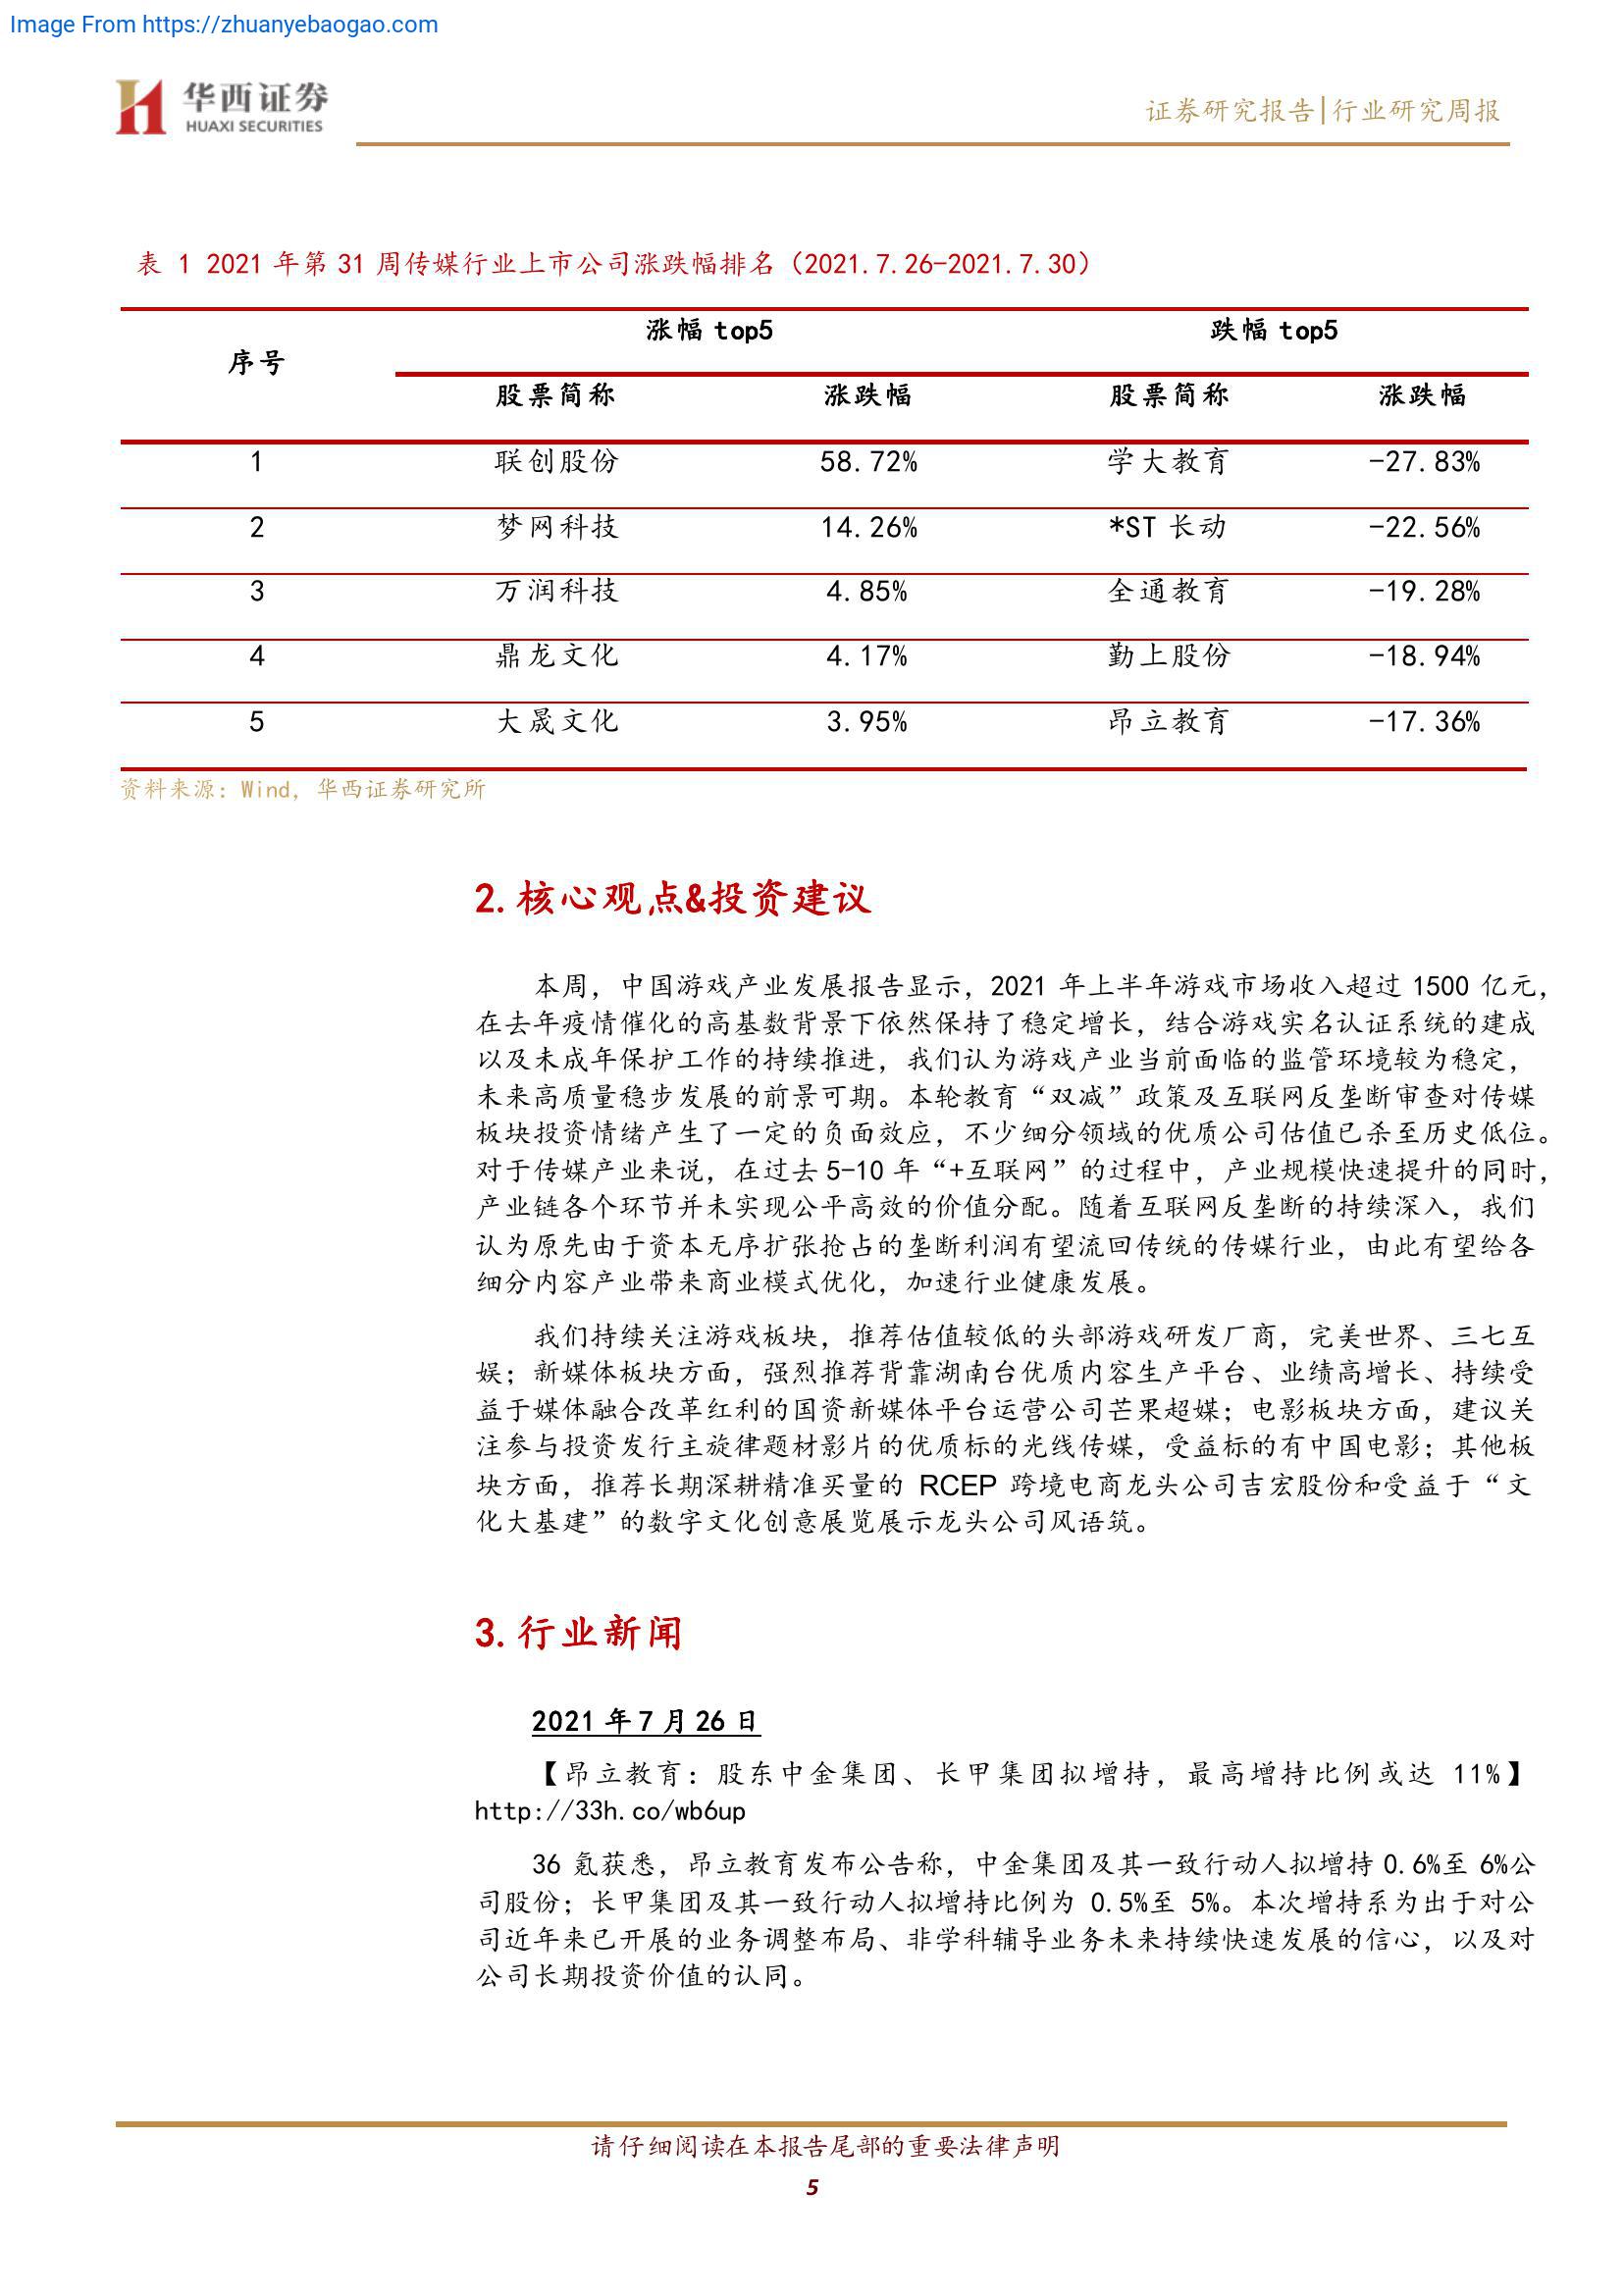 Image From https://zhuanyebaogao.com
华西证券
HUAXI SECURITIES
证券研究报告|行业研究周报
表 1 2021 年第 31 周传媒行业上市公司涨跌幅排名（2021.7.26-2021.7.30）
序号 涨幅 top5 跌幅 top5
股票简称 涨跌幅 股票简称 涨跌幅
1 联创股份 58.72% 学大教育 -27.83%
2 梦网科技 14.26% *ST 长动 -22.56%
3 万润科技 4.85% 全通教育 -19.28%
4 鼎龙文化 4.17% 勤上股份 -18.94%
5 大晟文化 3.95% 昂立教育 -17.36%
资料来源：Wind，华西证券研究所
2.核心观点&投资建议
本周，中国游戏产业发展报告显示，2021 年上半年游戏市场收入超过 1500 亿元，
在去年疫情催化的高基数背景下依然保持了稳定增长，结合游戏实名认证系统的建成
以及未成年保护工作的持续推进，我们认为游戏产业当前面临的监管环境较为稳定，
未来高质量稳步发展的前景可期。本轮教育“双减”政策及互联网反垄断审查对传媒
板块投资情绪产生了一定的负面效应，不少细分领域的优质公司估值已杀至历史低位。
对于传媒产业来说，在过去 5-10 年“+互联网”的过程中，产业规模快速提升的同时，
产业链各个环节并未实现公平高效的价值分配。随着互联网反垄断的持续深入，我们
认为原先由于资本无序扩张抢占的垄断利润有望流回传统的传媒行业，由此有望给各
细分内容产业带来商业模式优化，加速行业健康发展。
我们持续关注游戏板块，推荐估值较低的头部游戏研发厂商，完美世界、三七互
娱；新媒体板块方面，强烈推荐背靠湖南台优质内容生产平台、业绩高增长、持续受
益于媒体融合改革红利的国资新媒体平台运营公司芒果超媒；电影板块方面，建议关
注参与投资发行主旋律题材影片的优质标的光线传媒，受益标的有中国电影；其他板
块方面，推荐长期深耕精准买量的 RCEP 跨境电商龙头公司吉宏股份和受益于“文
化大基建”的数字文化创意展览展示龙头公司风语筑。
3.行业新闻
2021 年 7 月 26 日
【昂立教育：股东中金集团、长甲集团拟增持，最高增持比例或达 11%】
http://33h.co/wb6up
36 氪获悉，昂立教育发布公告称，中金集团及其一致行动人拟增持 0.6%至 6%公
司股份；长甲集团及其一致行动人拟增持比例为 0.5%至 5%。本次增持系为出于对公
司近年来已开展的业务调整布局、非学科辅导业务未来持续快速发展的信心，以及对
公司长期投资价值的认同。
请仔细阅读在本报告尾部的重要法律声明
5